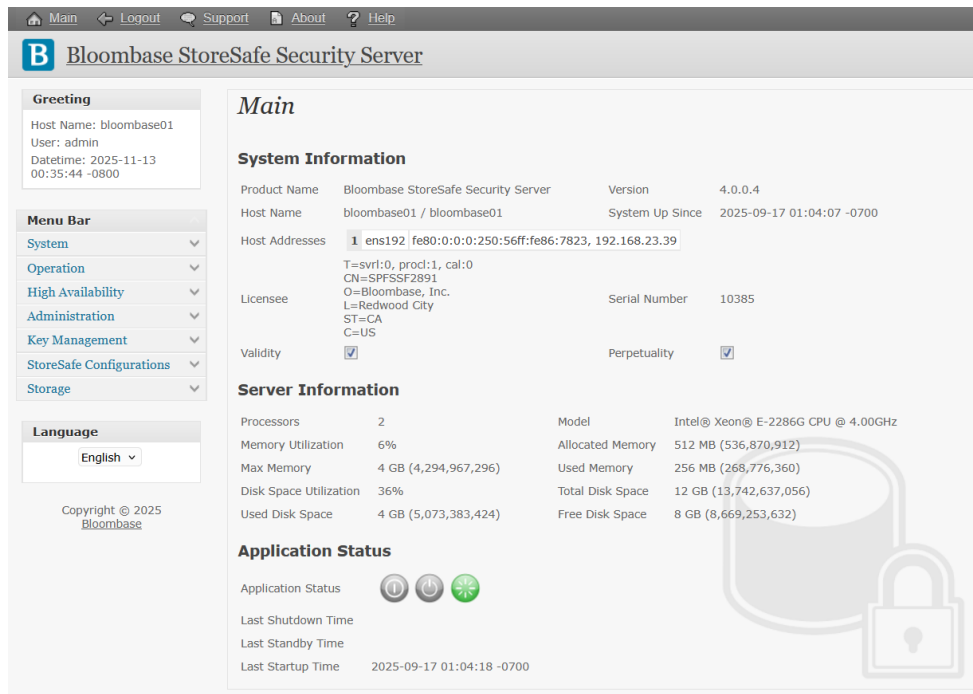 Main Logout Support About Help
B Bloombase StoreSafe Security Server
Greeting
Host Name: bloombase01
User: admin
Datetime: 2025-11-13
00:35:44 -0800
Menu Bar
System
Operation
High Availability
Administration
Key Management
StoreSafe Configurations
Storage
Language
English
Copyright © 2025
Bloombase
Main
System Information
Product Name Bloombase StoreSafe Security Server Version 4.0.0.4
Host Name bloombase01 / bloombase01 System Up Since 2025-09-17 01:04:07 -0700
Host Addresses 1 ens192 fe80:0:0:0:250:56ff:fe86:7823, 192.168.23.39
T=svrl:0, procl:1, cal:0
CN=SPFSSF2891
O=Bloombase, Inc.
Licensee L=Redwood City Serial Number 10385
ST=CA
C=US
Validity Perpetuality
Server Information
Processors 2 Model Intel® Xeon® E-2286G CPU @ 4.00GHz
Memory Utilization 6% Allocated Memory 512 MB (536,870,912)
Max Memory 4 GB (4,294,967,296) Used Memory 256 MB (268,776,360)
Disk Space Utilization 36% Total Disk Space 12 GB (13,742,637,056)
Used Disk Space 4 GB (5,073,383,424) Free Disk Space 8 GB (8,669,253,632)
Application Status
Application Status
Last Shutdown Time
Last Standby Time
Last Startup Time 2025-09-17 01:04:18 -0700